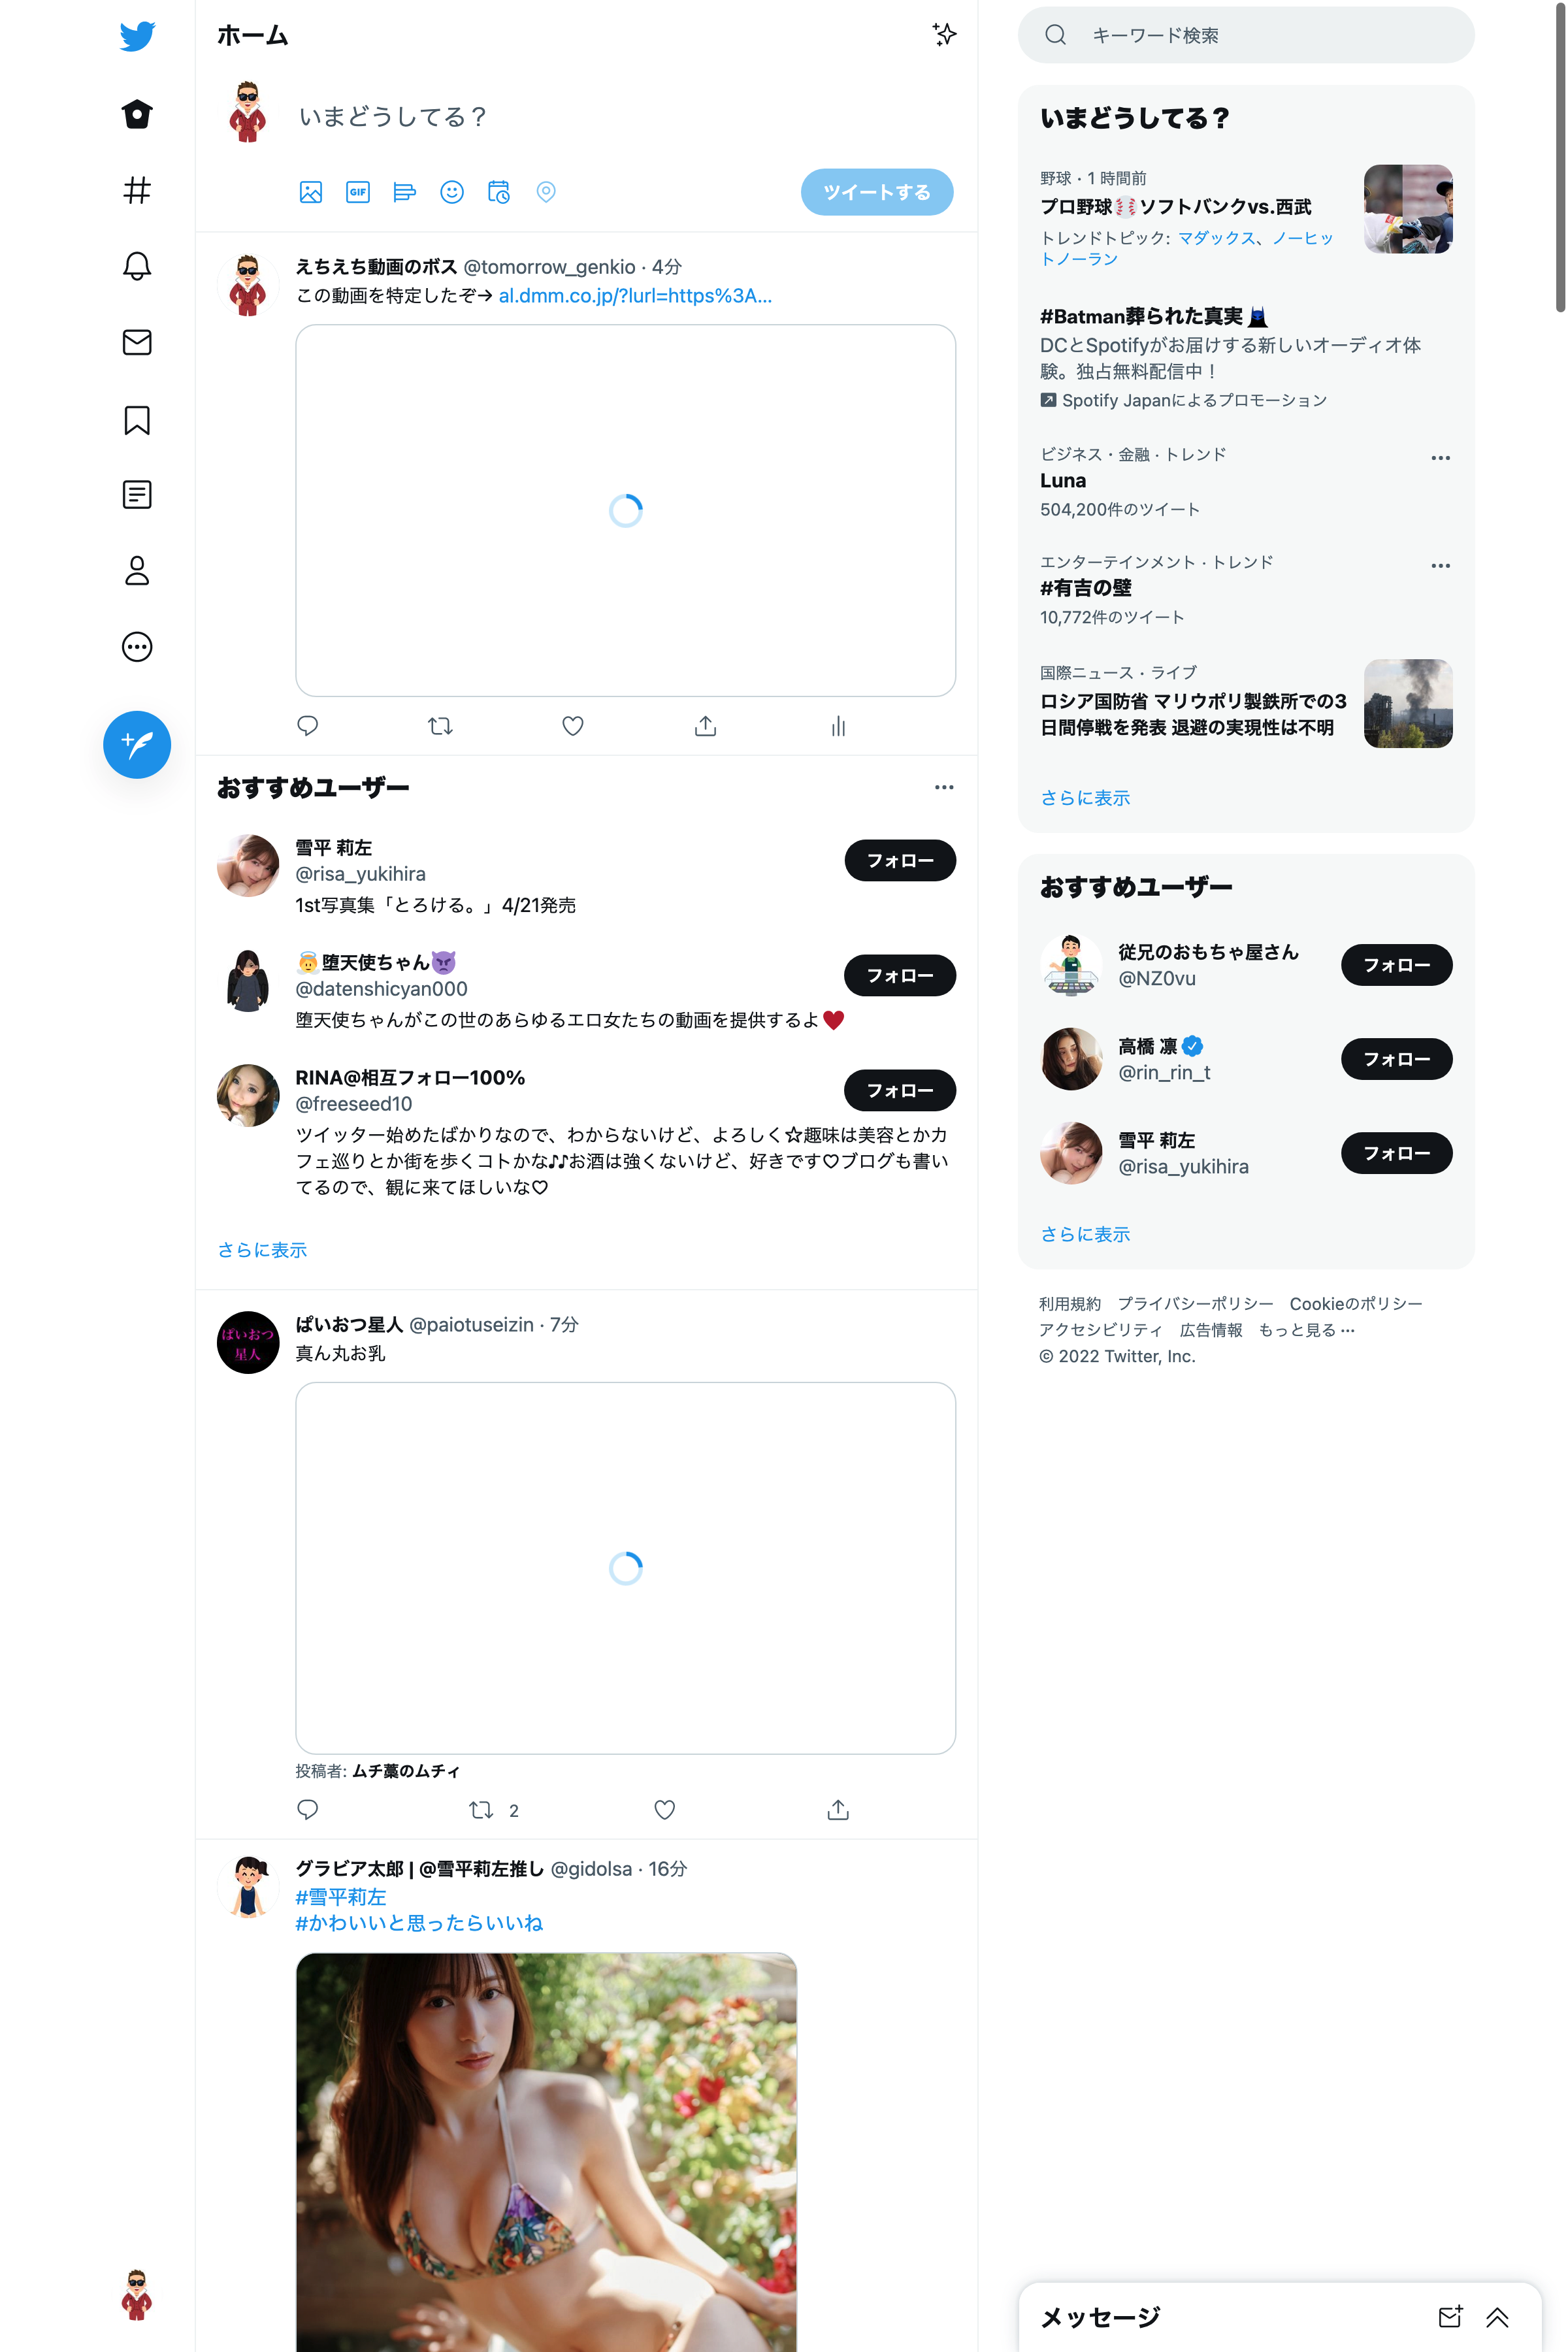 ホーム
いまどうしてる？
GIF
ツイートする
えちえち動画のボス @tomorrow_genkio · 4分
この動画を特定したぞ→ al.dmm.co.jp/?lurl=https%3A...
おすすめユーザー
雪平 莉左
@risa_yukihira
フォロー
1st写真集「とろける。」4/21発売
😇堕天使ちゃん👿
@datenshicyan000
フォロー
堕天使ちゃんがこの世のあらゆるエロ女たちの動画を提供するよ♥
RINA@相互フォロー100%
@freeseed10
フォロー
ツイッター始めたばかりなので、わからないけど、よろしく☆趣味は美容とかカ
フェ巡りとか街を歩くコトかな♪♪お酒は強くないけど、好きです♡ブログも書い
てるので、観に来てほしいな♡
さらに表示
ぱいおつ
星人
ぱいおつ星人 @paiotuseizin · 7分
真ん丸お乳
投稿者: ムチ藁のムチィ
2
グラビア太郎 | @雪平莉左推し @gidolsa · 16分
#雪平莉左
#かわいいと思ったらいいね
キーワード検索
いまどうしてる？
野球 · 1 時間前
プロ野球⚾ソフトバンクvs.西武
トレンドトピック: マダックス、ノーヒッ
トノーラン
#Batman葬られた真実
DCとSpotifyがお届けする新しいオーディオ体
験。独占無料配信中！
Spotify Japanによるプロモーション
ビジネス・金融 · トレンド
Luna
504,200件のツイート
エンターテインメント · トレンド
#有吉の壁
10,772件のツイート
国際ニュース · ライブ
ロシア国防省 マリウポリ製鉄所での3
日間停戦を発表 退避の実現性は不明
さらに表示
おすすめユーザー
従兄のおもちゃ屋さん
@NZ0vu
フォロー
高橋 凛
@rin_rin_t
フォロー
雪平 莉左
@risa_yukihira
フォロー
さらに表示
利用規約 プライバシーポリシー Cookieのポリシー
アクセシビリティ 広告情報 もっと見る ···
© 2022 Twitter, Inc.
メッセージ